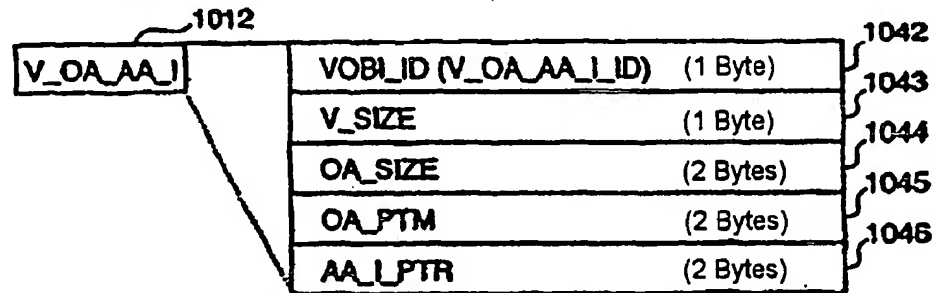 1012
1042
V_OA_AA_I
VOBI_ID (V_OA_AA_I_ID) (1 Byte)
1043
V_SIZE (1 Byte)
1044
OA_SIZE (2 Bytes)
1045
OA_PTM (2 Bytes)
1046
AA_I_PTR (2 Bytes)